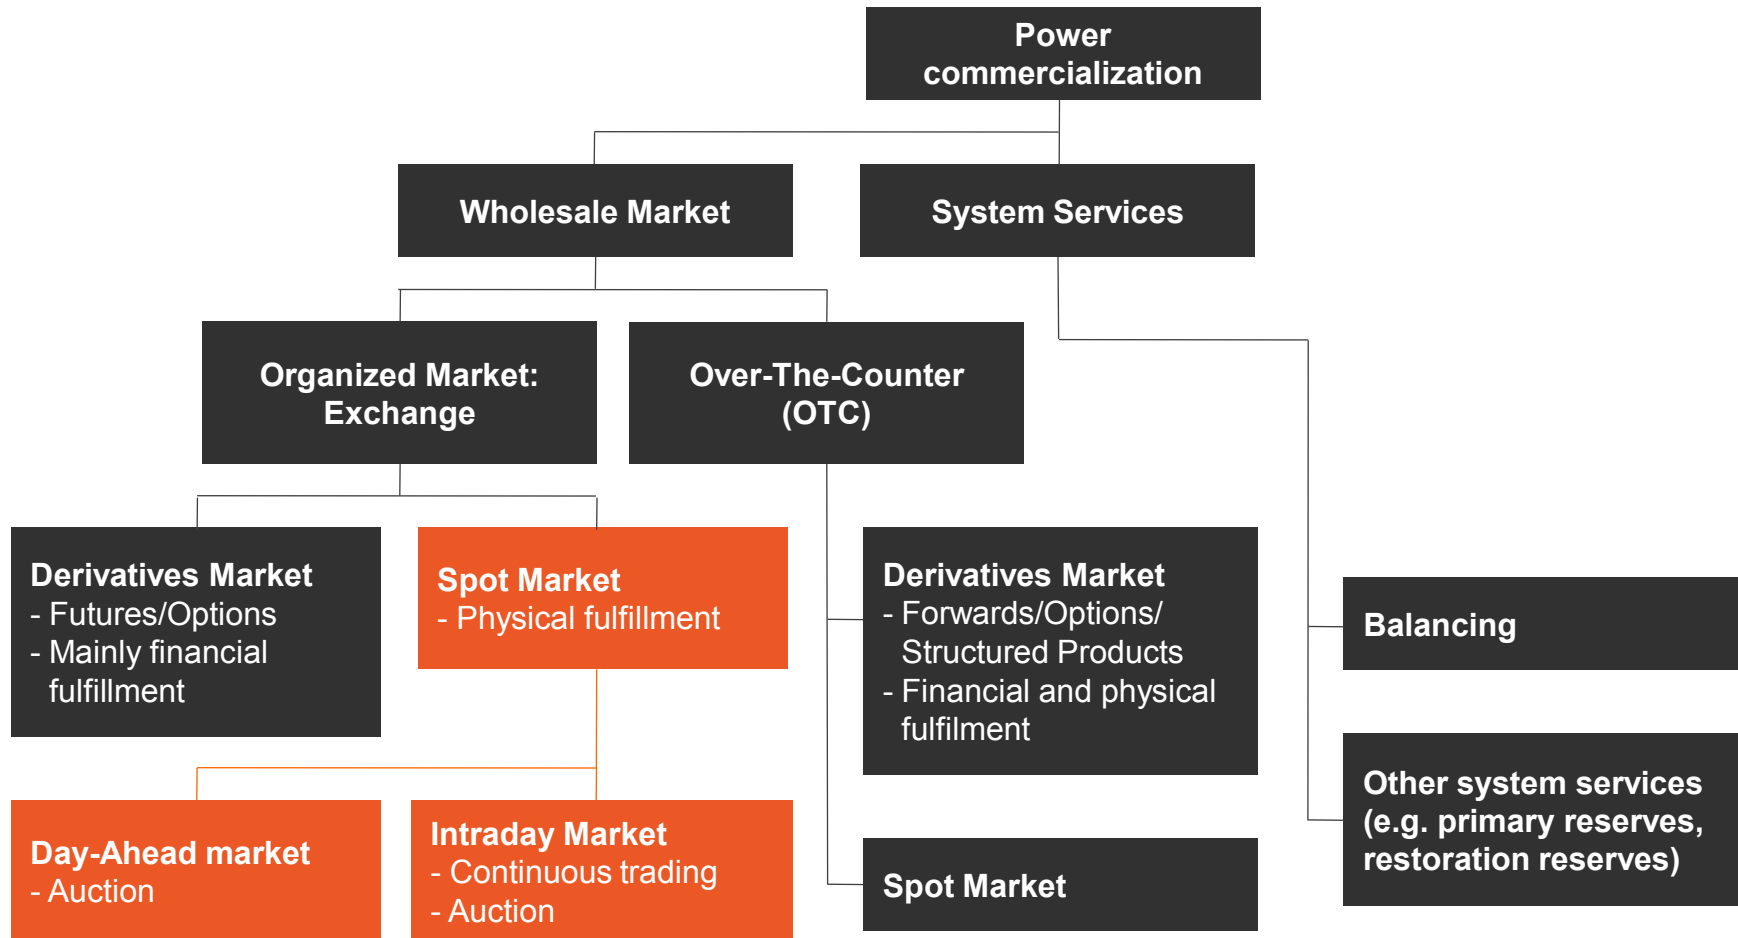 Power
commercialization
Wholesale Market
System Services
Organized Market:
Exchange
Over-The-Counter
(OTC)
Derivatives Market
- Futures/Options
- Mainly financial
fulfillment
Spot Market
- Physical fulfillment
Derivatives Market
- Forwards/Options/
Structured Products
- Financial and physical
fulfilment
Balancing
Other system services
(e.g. primary reserves,
restoration reserves)
Day-Ahead market
- Auction
Intraday Market
- Continuous trading
- Auction
Spot Market